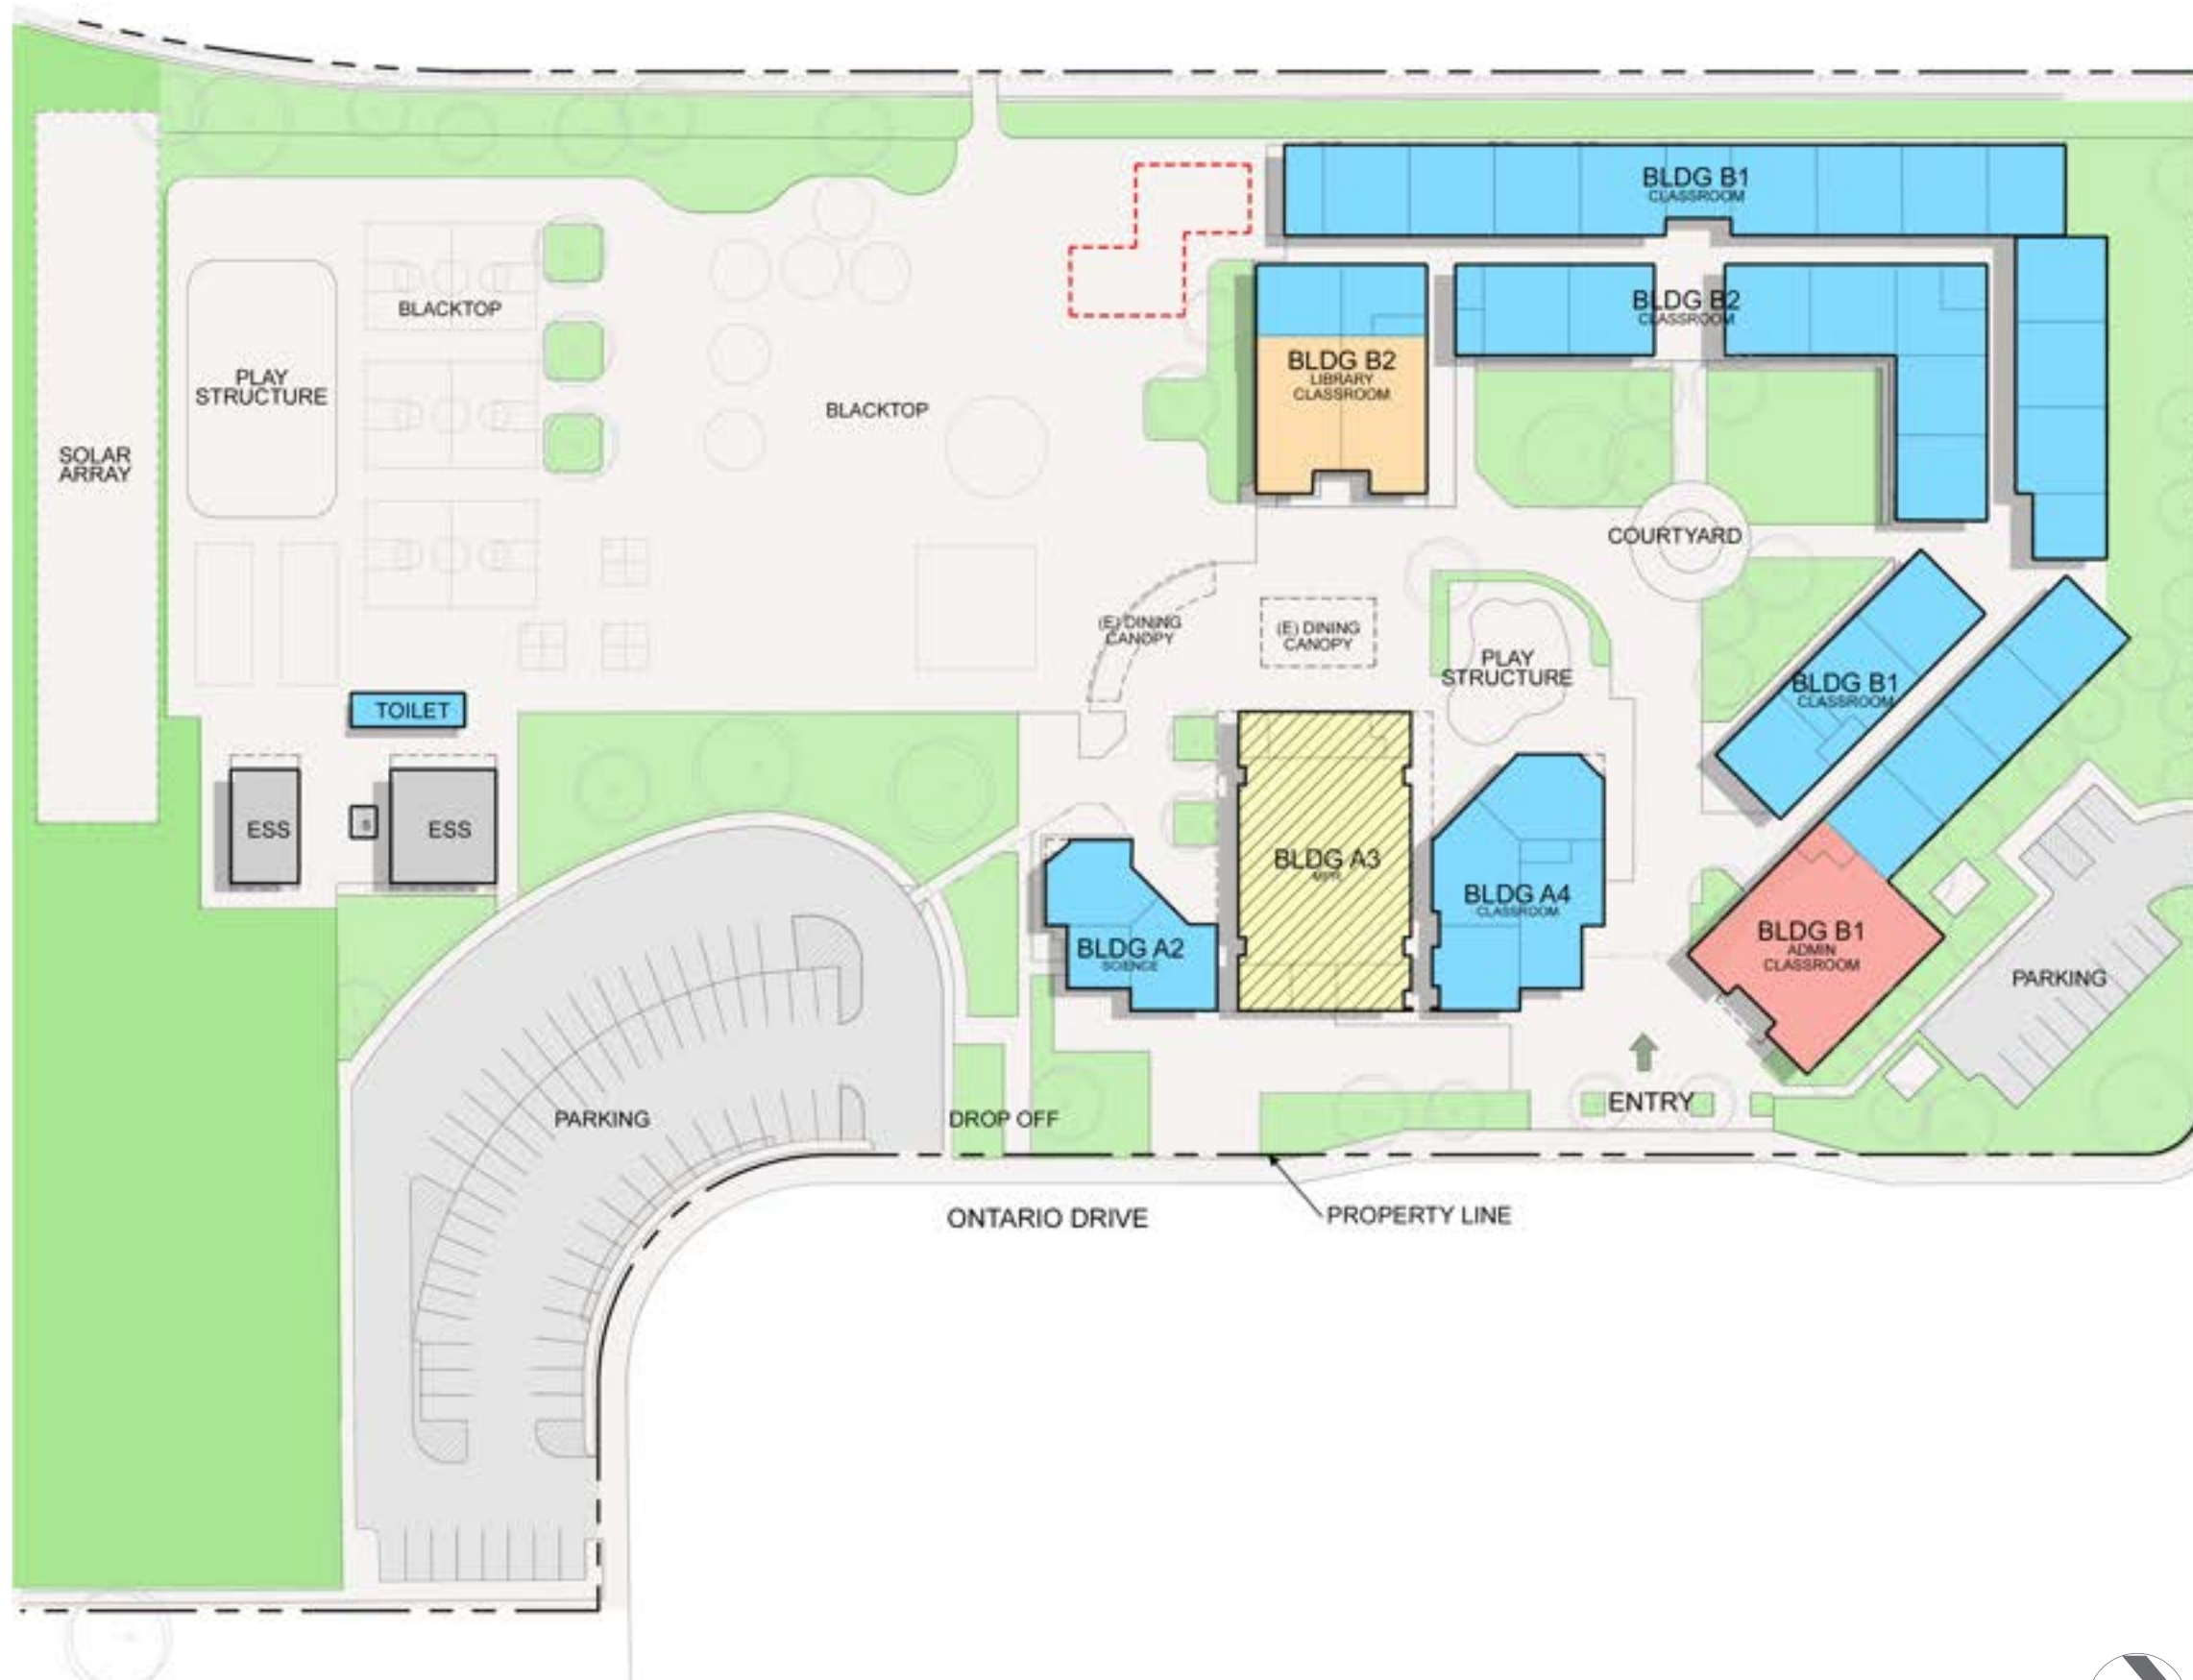 BLDG B1
CLASSROOM
BLACKTOP
BLDG B2
CLASSROOM
PLAY
STRUCTURE
BLACKTOP
BLDG B2
LIBRARY
CLASSROOM
SOLAR
ARRAY
COURTYARD
(E) DINING
CANOPY
(E) DINING
CANOPY
PLAY
STRUCTURE
BLDG B1
CLASSROOM
TOILET
ESS
ESS
BLDG A3
BLDG A4
CLASSROOM
BLDG A2
SCIENCE
BLDG B1
ADMIN
CLASSROOM
PARKING
PARKING
DROP OFF
ENTRY
ONTARIO DRIVE
PROPERTY LINE